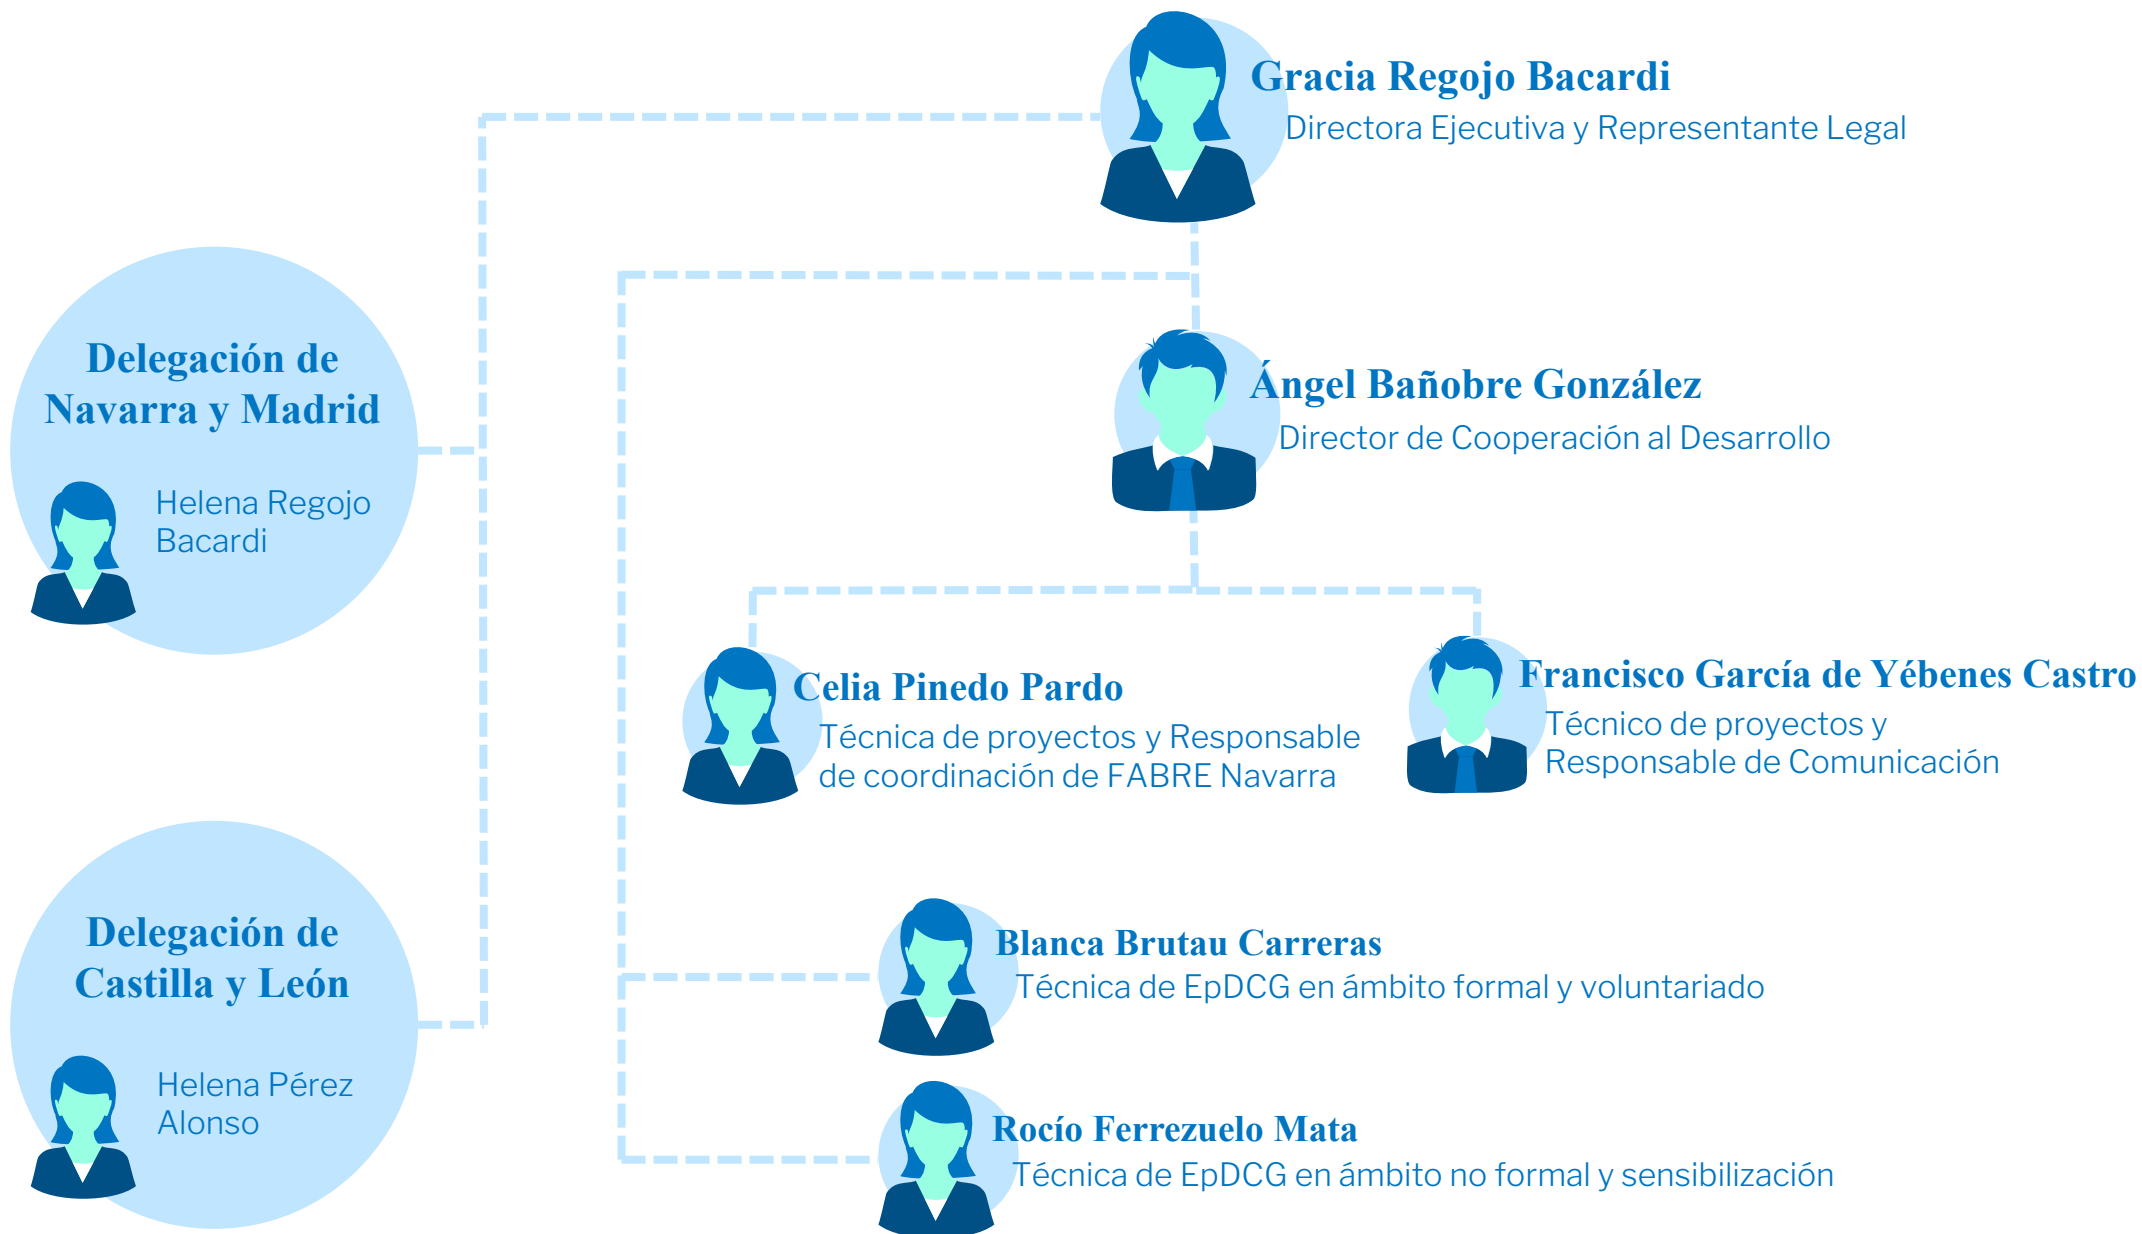 Gracia Regojo Bacardi
Directora Ejecutiva y Representante Legal
Delegación de
Navarra y Madrid
Helena Regojo
Bacardi
Ángel Bañobre González
Director de Cooperación al Desarrollo
Celia Pinedo Pardo
Técnica de proyectos y Responsable
de coordinación de FABRE Navarra
Francisco García de Yébenes Castro
Técnico de proyectos y
Responsable de Comunicación
Delegación de
Castilla y León
Helena Pérez
Alonso
Blanca Brutau Carreras
Técnica de EpDCG en ámbito formal y voluntariado
Rocío Ferrezuelo Mata
Técnica de EpDCG en ámbito no formal y sensibilización